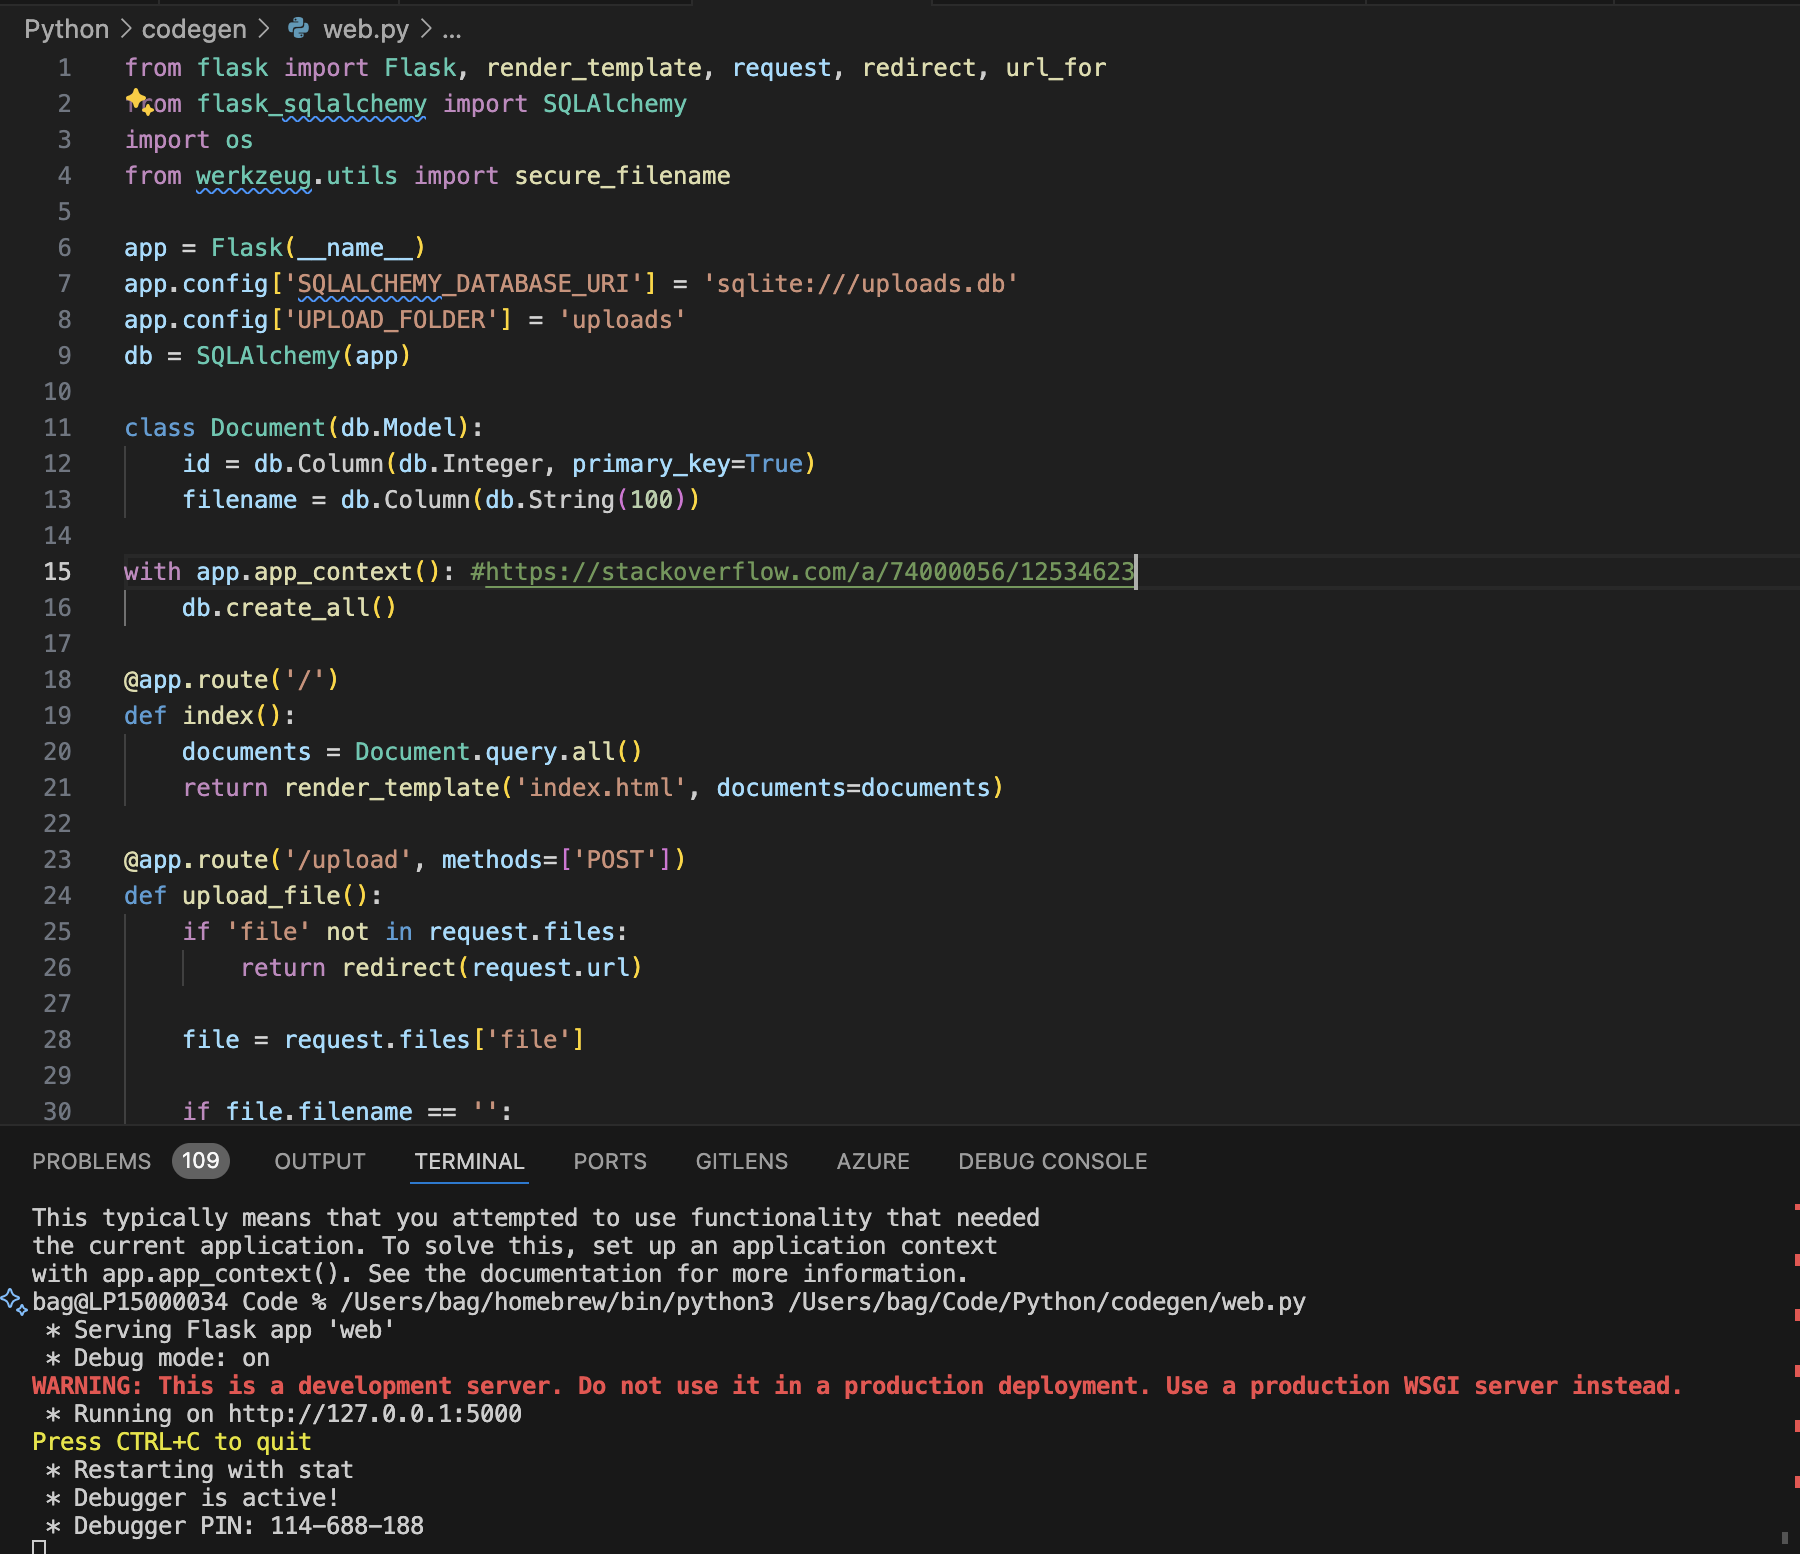 Python > codegen > web.py > ...
1 from flask import Flask, render_template, request, redirect, url_for
2 from flask_sqlalchemy import SQLAlchemy
3 import os
4 from werkzeug.utils import secure_filename
5
6 app = Flask(__name__)
7 app.config['SQLALCHEMY_DATABASE_URI'] = 'sqlite:///uploads.db'
8 app.config['UPLOAD_FOLDER'] = 'uploads'
9 db = SQLAlchemy(app)
10
11 class Document(db.Model):
12     id = db.Column(db.Integer, primary_key=True)
13     filename = db.Column(db.String(100))
14
15 with app.app_context(): #https://stackoverflow.com/a/74000056/12534623
16     db.create_all()
17
18 @app.route('/')
19 def index():
20     documents = Document.query.all()
21     return render_template('index.html', documents=documents)
22
23 @app.route('/upload', methods=['POST'])
24 def upload_file():
25     if 'file' not in request.files:
26         return redirect(request.url)
27
28     file = request.files['file']
29
30     if file.filename == '':
PROBLEMS 109 OUTPUT TERMINAL PORTS GITLENS AZURE DEBUG CONSOLE
This typically means that you attempted to use functionality that needed
the current application. To solve this, set up an application context
with app.app_context(). See the documentation for more information.
bag@LP15000034 Code % /Users/bag/homebrew/bin/python3 /Users/bag/Code/Python/codegen/web.py
 * Serving Flask app 'web'
 * Debug mode: on
WARNING: This is a development server. Do not use it in a production deployment. Use a production WSGI server instead.
 * Running on http://127.0.0.1:5000
Press CTRL+C to quit
 * Restarting with stat
 * Debugger is active!
 * Debugger PIN: 114-688-188